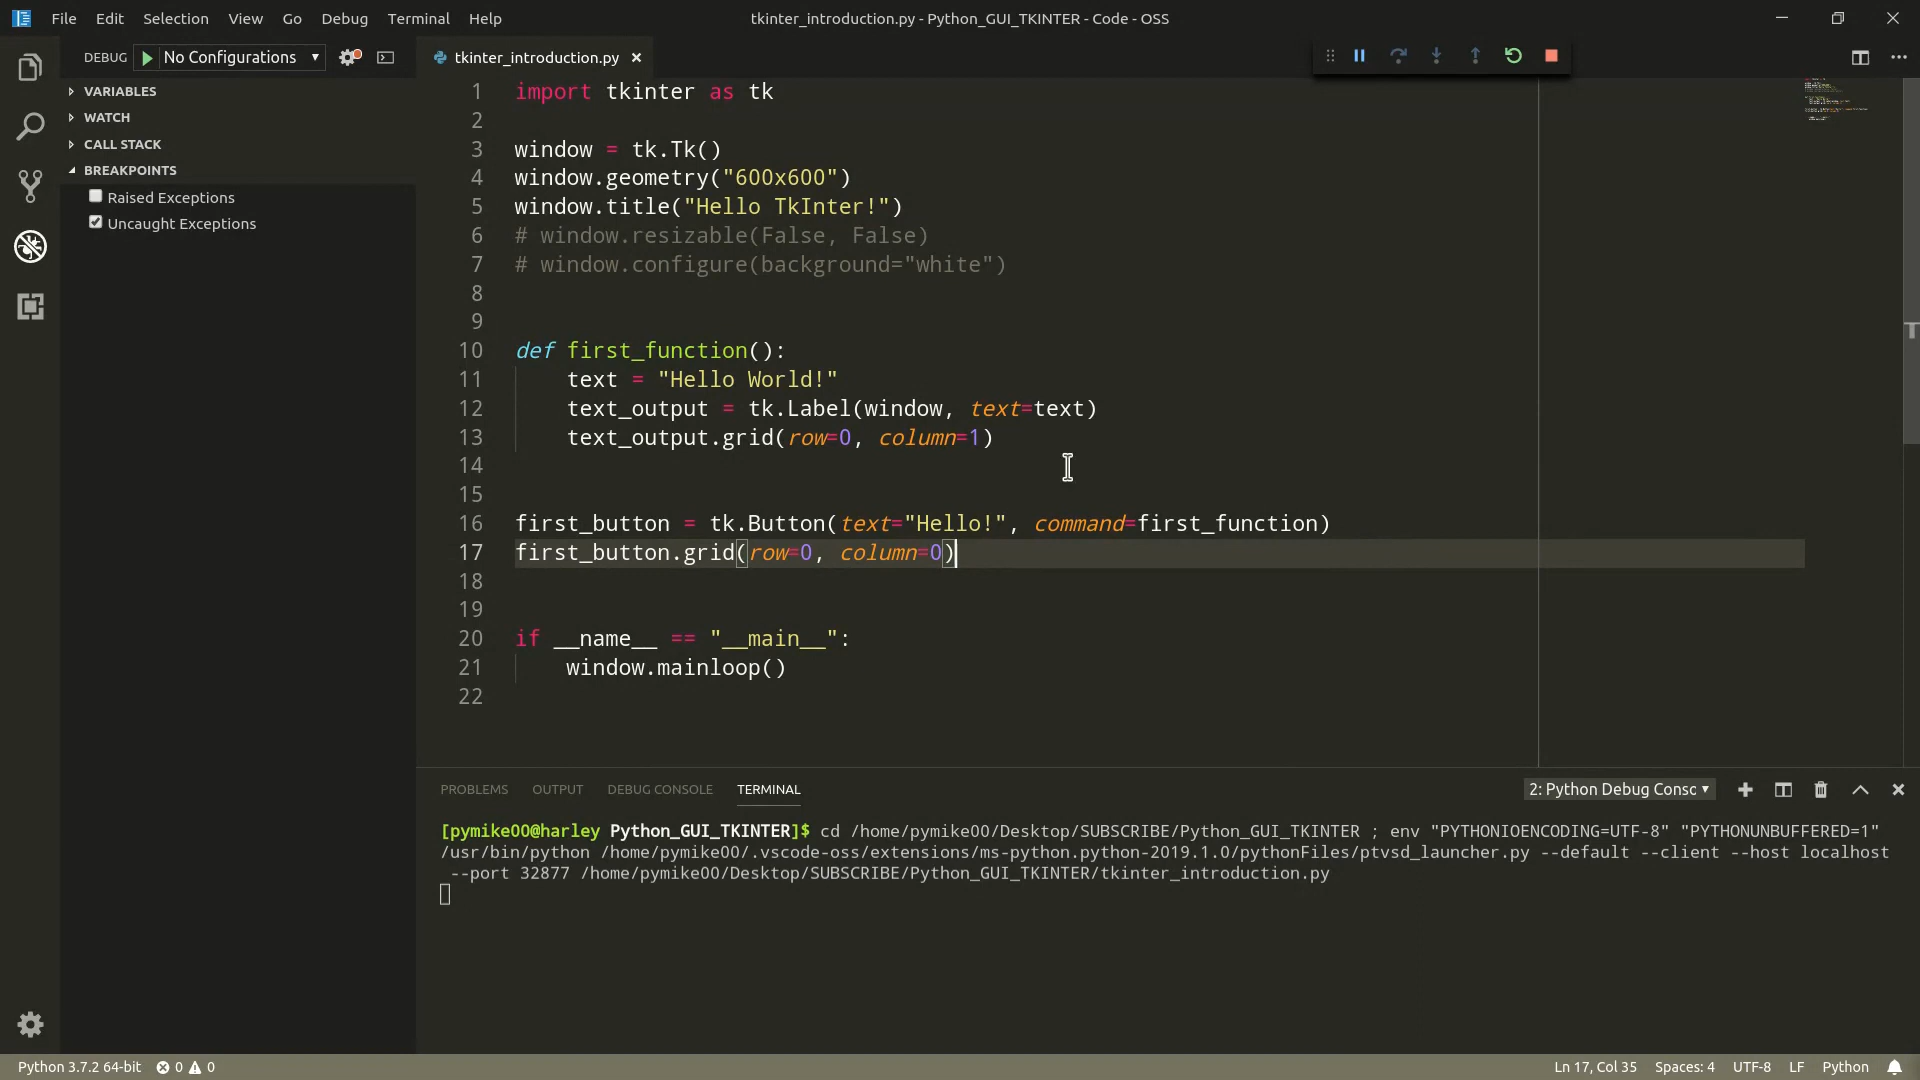 File Edit Selection View Go Debug Terminal Help
tkinter_introduction.py - Python_GUI_TKINTER - Code - OSS
DEBUG No Configurations
tkinter_introduction.py
VARIABLES
WATCH
CALL STACK
BREAKPOINTS
Raised Exceptions
Uncaught Exceptions
1 import tkinter as tk
2
3 window = tk.Tk()
4 window.geometry("600x600")
5 window.title("Hello TkInter!")
6 # window.resizable(False, False)
7 # window.configure(background="white")
8
9
10 def first_function():
11 text = "Hello World!"
12 text_output = tk.Label(window, text=text)
13 text_output.grid(row=0, column=1)
14
15
16 first_button = tk.Button(text="Hello!", command=first_function)
17 first_button.grid(row=0, column=0)
18
19
20 if __name__ == "__main__":
21 window.mainloop()
22
PROBLEMS OUTPUT DEBUG CONSOLE TERMINAL
2: Python Debug Consc
[pymike00@harley Python_GUI_TKINTER]$ cd /home/pymike00/Desktop/SUBSCRIBE/Python_GUI_TKINTER ; env "PYTHONIOENCODING=UTF-8" "PYTHONUNBUFFERED=1"
/usr/bin/python /home/pymike00/.vscode-oss/extensions/ms-python.python-2019.1.0/pythonFiles/ptvsd_launcher.py --default --client --host localhost
--port 32877 /home/pymike00/Desktop/SUBSCRIBE/Python_GUI_TKINTER/tkinter_introduction.py
Python 3.7.2 64-bit 0 0
Ln 17, Col 35 Spaces: 4 UTF-8 LF Python